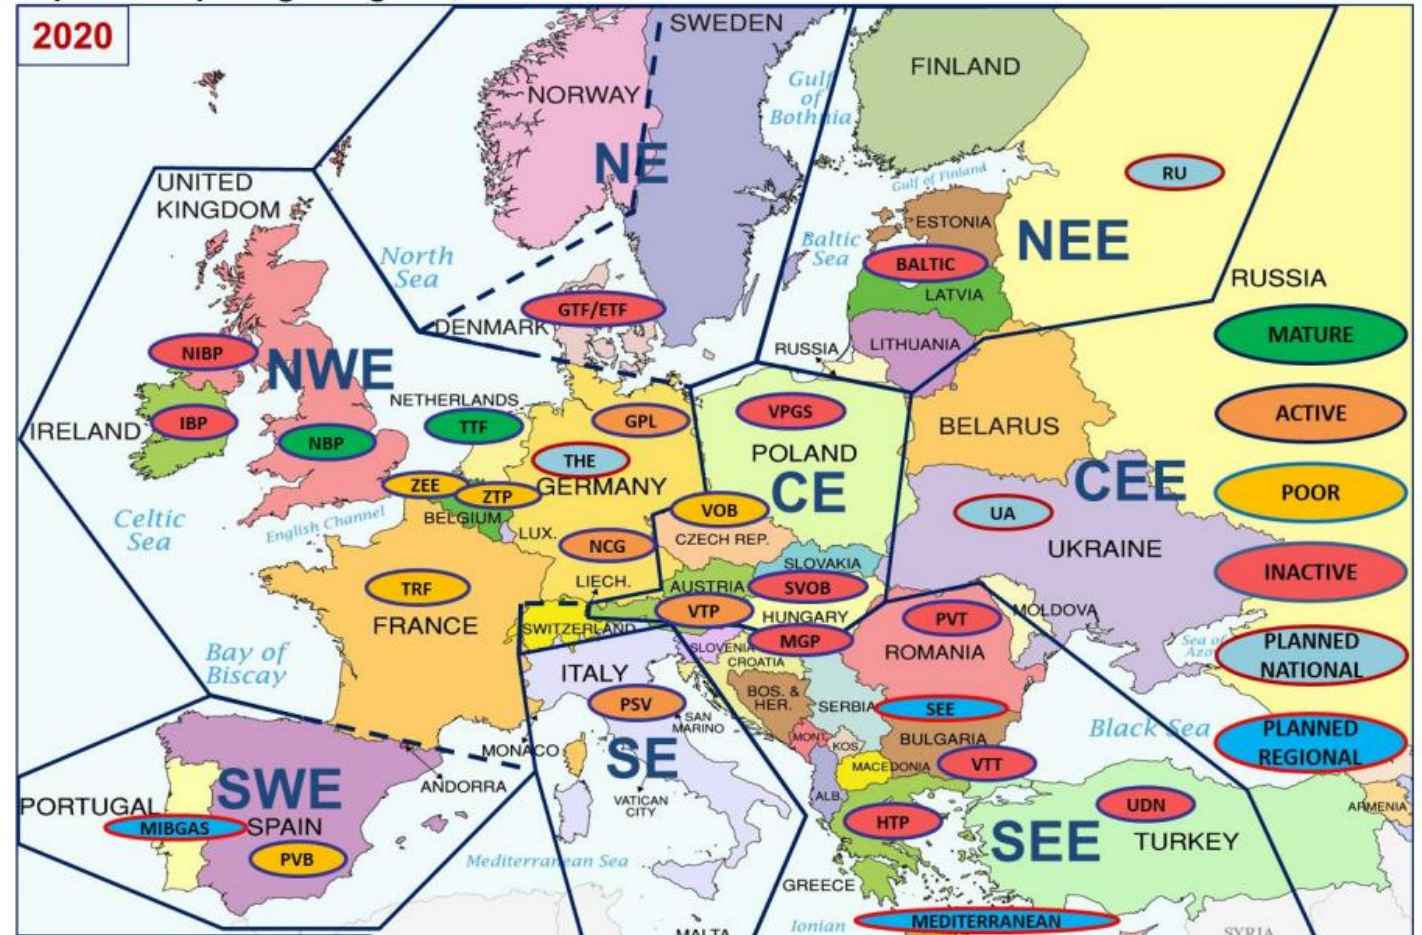 2020
SWEDEN
FINLAND
Gulf
of
Bothnia
NORWAY
NE
RU
Gulf of Finland
UNITED
KINGDOM
ESTONIA
NEE
North
Sea
Baltic
Sea
BALTIC
RUSSIA
LATVIA
GTF/ETF
DENMARK
MATURE
NIBP
NWE
RUSSIA
LITHUANIA
NETHERLANDS
GPL
VPGS
ACTIVE
IRELAND
IBP
NBP
TTF
BELARUS
THE
POLAND
GERMANY
CE
CEE
ZEE
ZTP
POOR
Celtic
Sea
English Channel
BELGIUM
VOB
UA
LUX.
NCG
CZECH REP.
UKRAINE
SLOVAKIA
INACTIVE
TRF
LIECH.
AUSTRIA
SVOB
FRANCE
SWITZERLAND
VTP
HUNGARY
PVT
MOLDOVA
MGP
Bay of
Biscay
SLOVENIA
CROATIA
ROMANIA
Sea of
PLANNED
NATIONAL
ITALY
PSV
BOS. &
HER.
SERBIA
SEE
SAN
MARINO
Black Sea
PLANNED
REGIONAL
MONACO
SE
MONT.
KOS.
BULGARIA
MACEDONIA
VTT
ANDORRA
SWE
VATICAN
CITY
ALB.
PORTUGAL
MIBGAS
SPAIN
HTP
UDN
ARMENIA
SEE
TURKEY
PVB
Mediterranean Sea
GREECE
Ionian
MEDITERRANEAN
MALTA
SYRIA